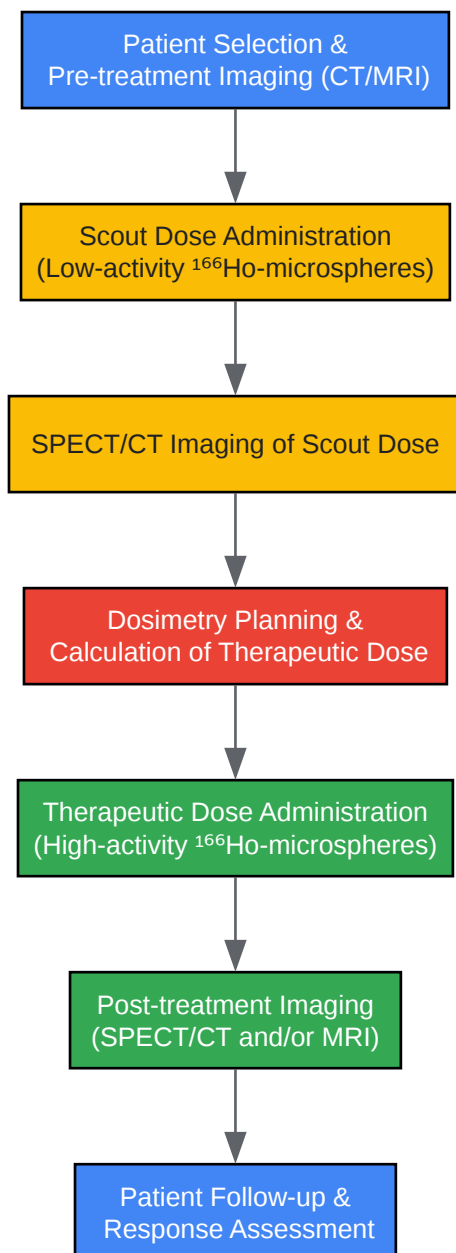 Patient Selection &
Pre-treatment Imaging (CT/MRI)
Scout Dose Administration
(Low-activity ¹⁶⁶Ho-microspheres)
SPECT/CT Imaging of Scout Dose
Dosimetry Planning &
Calculation of Therapeutic Dose
Therapeutic Dose Administration
(High-activity ¹⁶⁶Ho-microspheres)
Post-treatment Imaging
(SPECT/CT and/or MRI)
Patient Follow-up &
Response Assessment